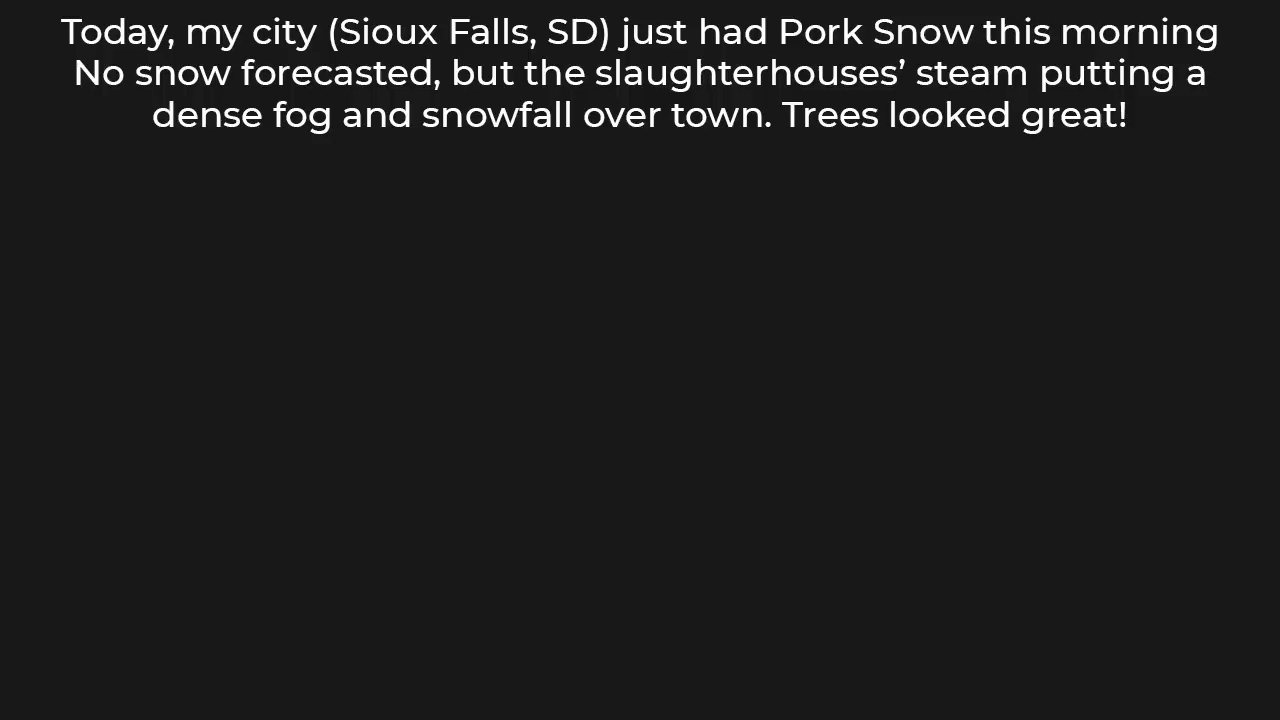 Today, my city (Sioux Falls, SD) just had Pork Snow this morning
No snow forecasted, but the slaughterhouses’ steam putting a
dense fog and snowfall over town. Trees looked great!